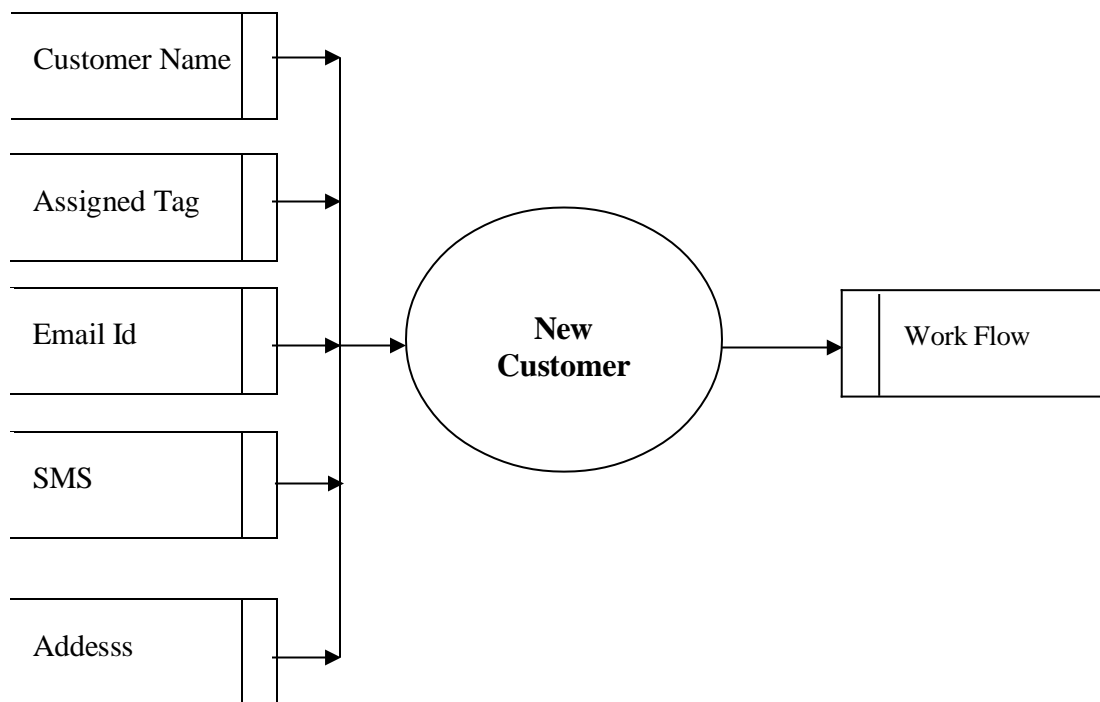 Customer Name
Assigned Tag
Email Id
SMS
Addesss
New
Customer
Work Flow